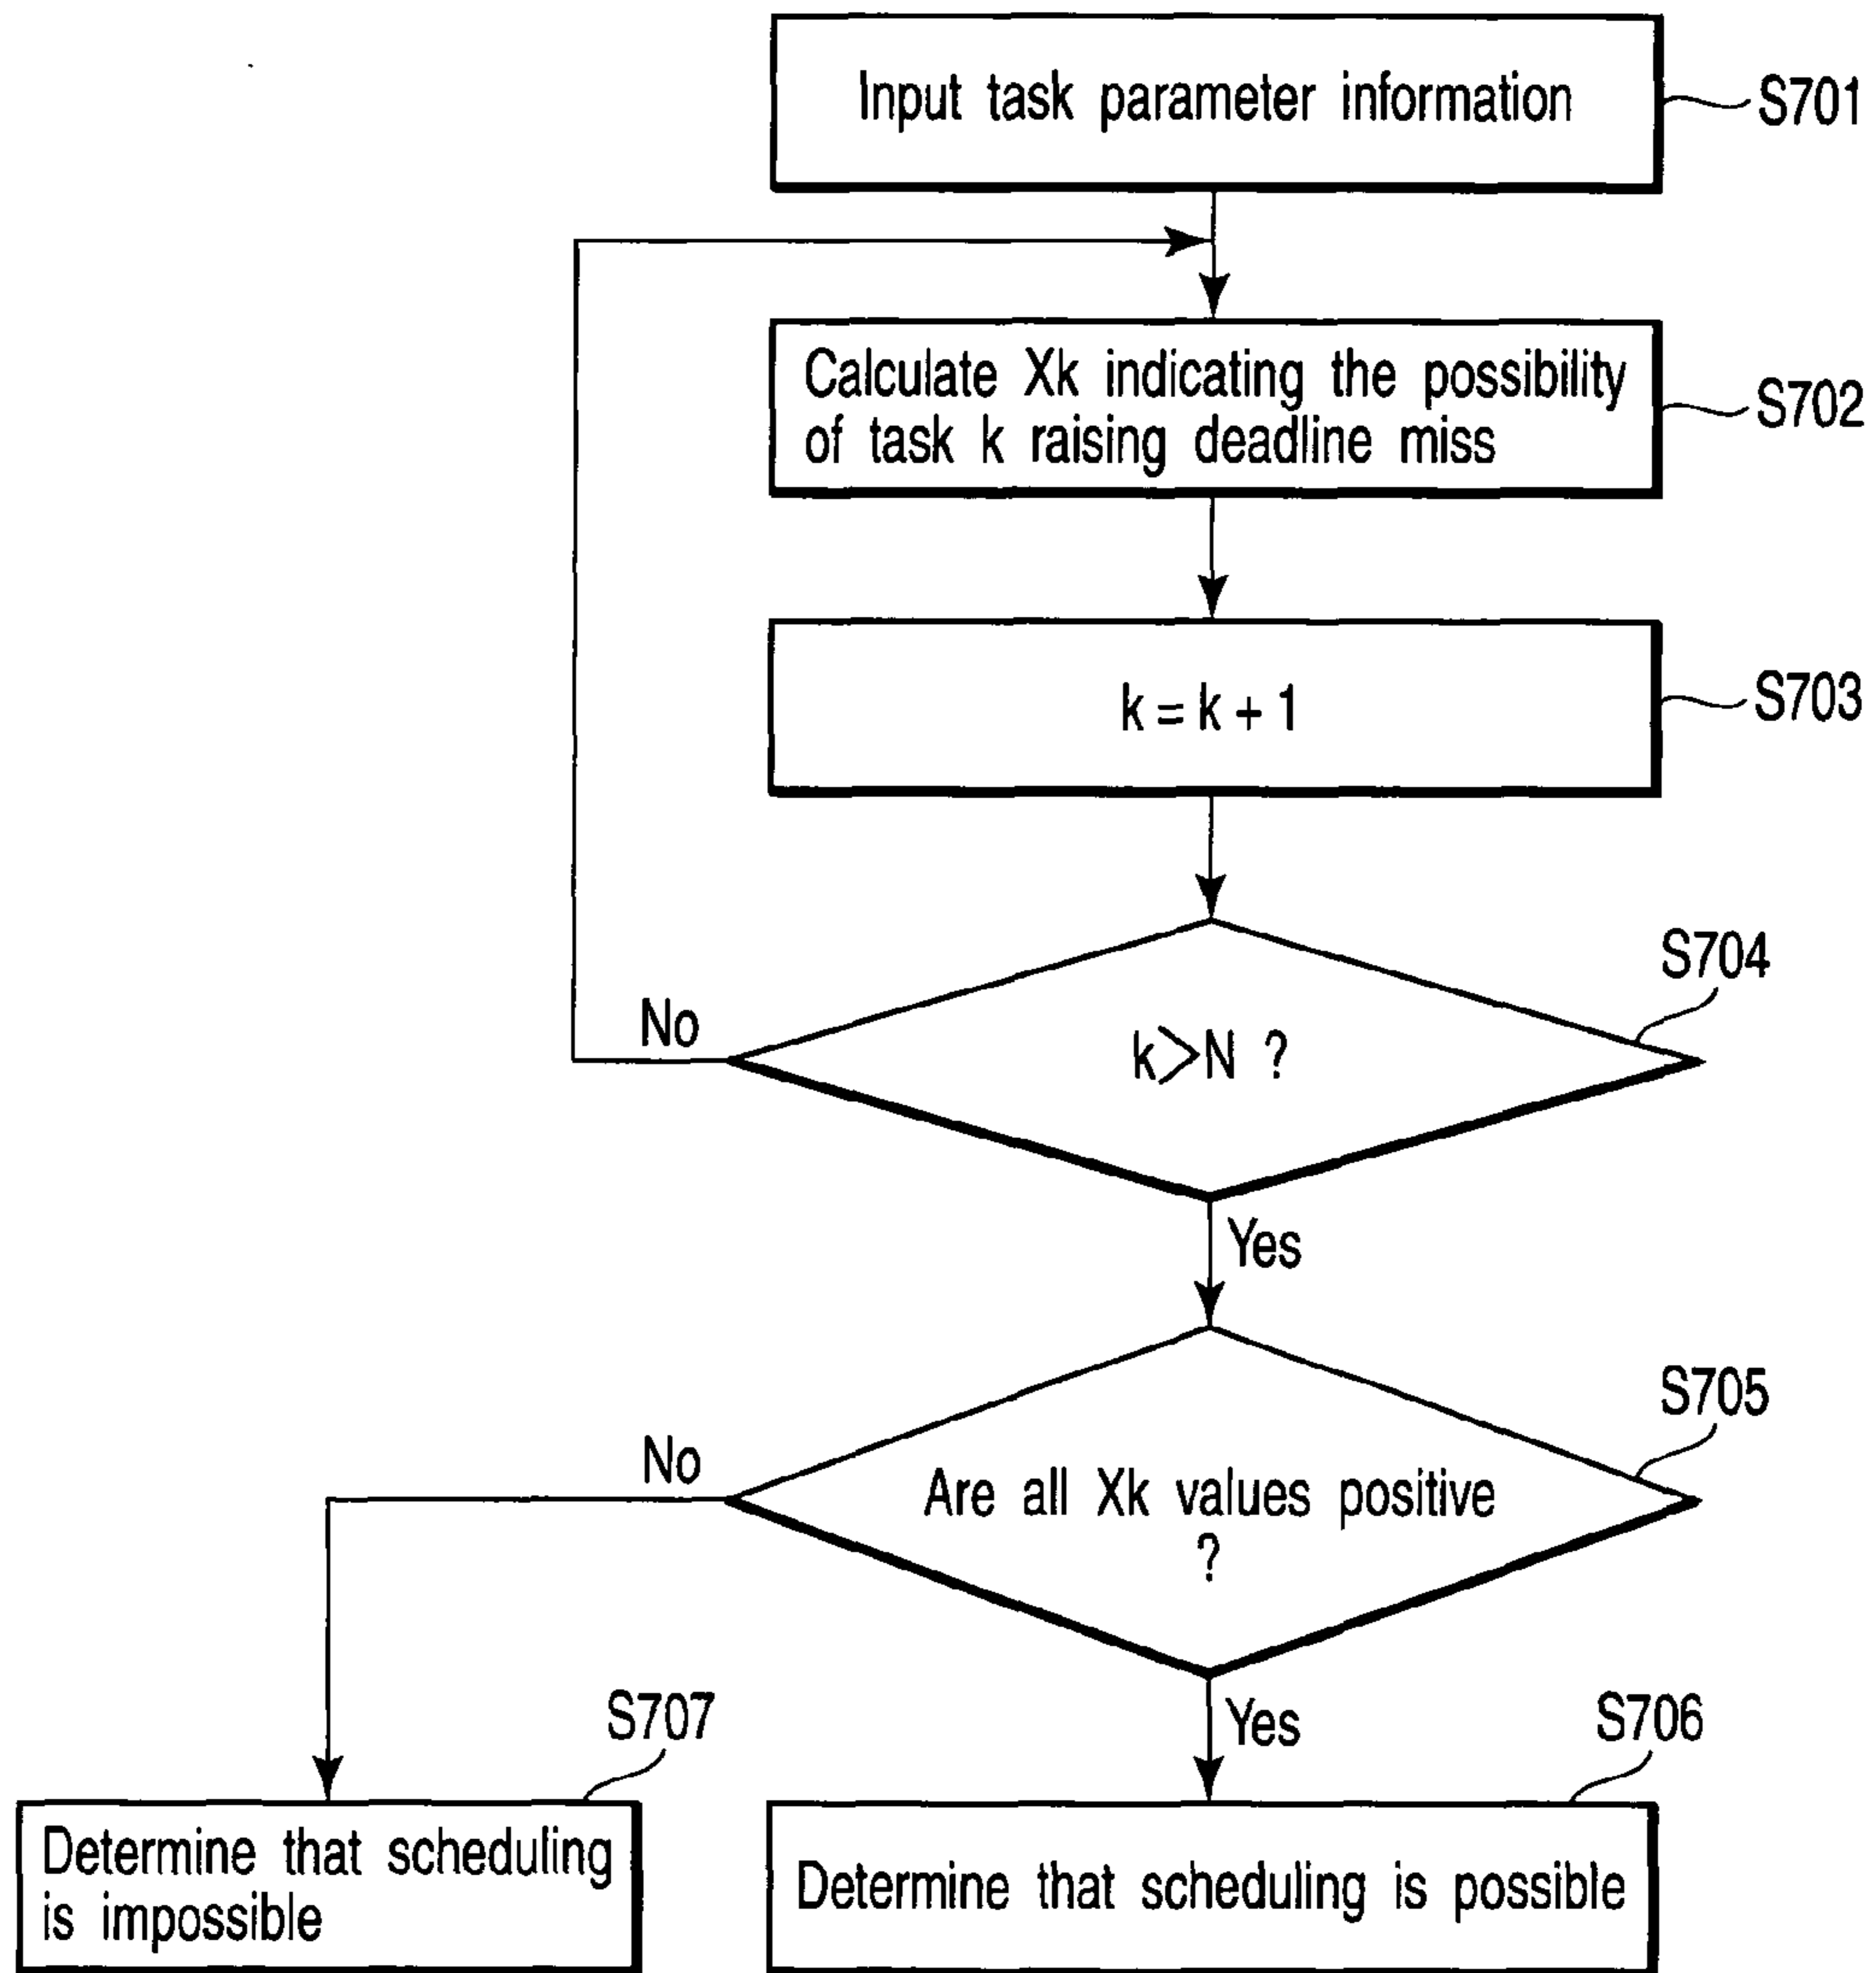 Input task parameter information
S701
Calculate Xk indicating the possibility
of task k raising deadline miss
S702
k = k + 1
S703
S704
No
k>N ?
Yes
S705
No
Are all Xk values positive
?
S707
Yes
S706
Determine that scheduling
is impossible
Determine that scheduling is possible